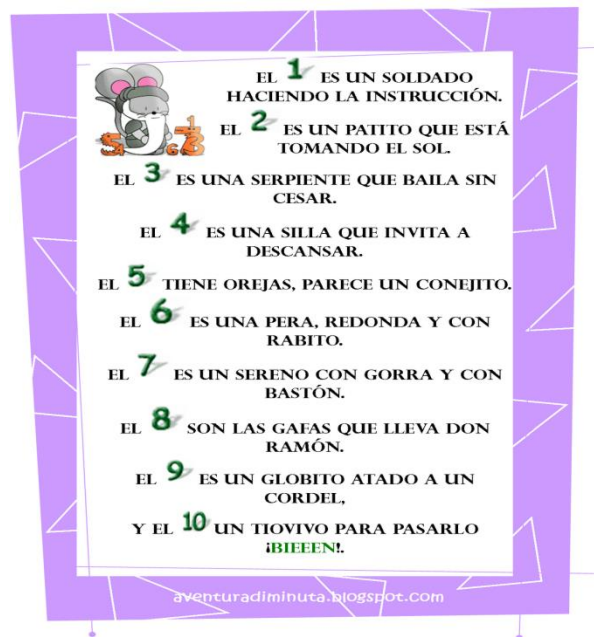 EL 1 ES UN SOLDADO
HACIENDO LA INSTRUCCIÓN.
EL 2 ES UN PATITO QUE ESTÁ
TOMANDO EL SOL.
EL 3 ES UNA SERPIENTE QUE BAILA SIN
CESAR.
EL 4 ES UNA SILLA QUE INVITA A
DESCANSAR.
EL 5 TIENE OREJAS, PARECE UN CONEJITO.
EL 6 ES UNA PERA, REDONDA Y CON
RABITO.
EL 7 ES UN SERENO CON GORRA Y CON
BASTÓN.
EL 8 SON LAS GAFAS QUE LLEVA DON
RAMÓN.
EL 9 ES UN GLOBITO ATADO A UN
CORDEL,
Y EL 10 UN TIOVIVO PARA PASARLO
¡BIEEEN!.
aventuradiminuta.blogspot.com